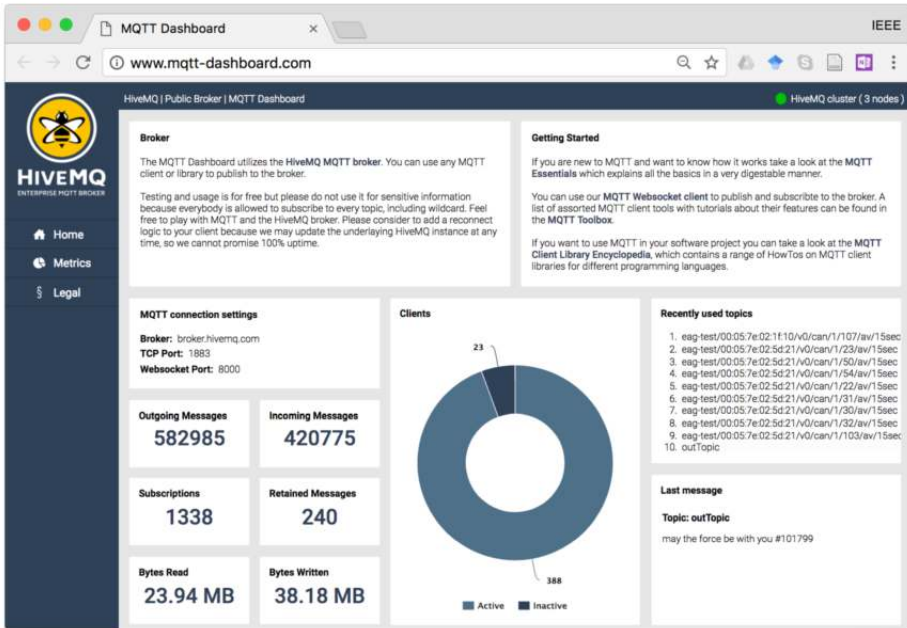 MQTT Dashboard
IEEE
www.mqtt-dashboard.com
HiveMQ | Public Broker | MQTT Dashboard
HiveMQ cluster ( 3 nodes )
HIVEMQ
ENTERPRISE MQTT BROKER
Home
Metrics
§ Legal
Broker
The MQTT Dashboard utilizes the HiveMQ MQTT broker. You can use any MQTT
client or library to publish to the broker.
Testing and usage is for free but please do not use it for sensitive information
because everybody is allowed to subscribe to every topic, including wildcard. Feel
free to play with MQTT and the HiveMQ broker. Please consider to add a reconnect
logic to your client because we may update the underlaying HiveMQ instance at any
time, so we cannot promise 100% uptime.
Getting Started
If you are new to MQTT and want to know how it works take a look at the MQTT
Essentials which explains all the basics in a very digestable manner.
You can use our MQTT Websocket client to publish and subscribte to the broker. A
list of assorted MQTT client tools with tutorials about their features can be found in
the MQTT Toolbox.
If you want to use MQTT in your software project you can take a look at the MQTT
Client Library Encyclopedia, which contains a range of HowTos on MQTT client
libraries for different programming languages.
MQTT connection settings
Broker: broker.hivemq.com
TCP Port: 1883
Websocket Port: 8000
Outgoing Messages
582985
Incoming Messages
420775
Subscriptions
1338
Retained Messages
240
Bytes Read
23.94 MB
Bytes Written
38.18 MB
Clients
23
388
Active
Inactive
Recently used topics
1. eag-test/00:05:7e:02:1f:10/v0/can/1/107/av/15sec
2. eag-test/00:05:7e:02:5d:21/v0/can/1/23/av/15sec
3. eag-test/00:05:7e:02:5d:21/v0/can/1/50/av/15sec
4. eag-test/00:05:7e:02:5d:21/v0/can/1/54/av/15sec
5. eag-test/00:05:7e:02:5d:21/v0/can/1/22/av/15sec
6. eag-test/00:05:7e:02:5d:21/v0/can/1/31/av/15sec
7. eag-test/00:05:7e:02:5d:21/v0/can/1/30/av/15sec
8. eag-test/00:05:7e:02:5d:21/v0/can/1/32/av/15sec
9. eag-test/00:05:7e:02:5d:21/v0/can/1/103/av/15sec
10. outTopic
Last message
Topic: outTopic
may the force be with you #101799